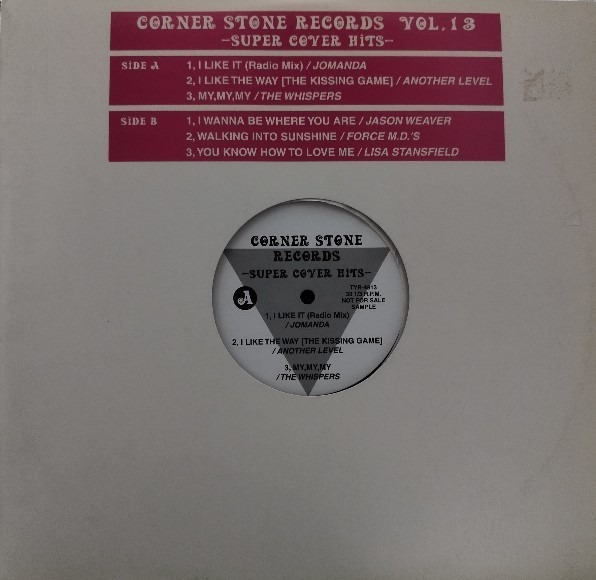 CORNER STONE RECORDS VOL.13
-SUPER COVER HITS-
SIDE A
1, I LIKE IT (Radio Mix) / JOMANDA
2, I LIKE THE WAY [THE KISSING GAME] / ANOTHER LEVEL
3, MY,MY,MY / THE WHISPERS
SIDE B
1, I WANNA BE WHERE YOU ARE / JASON WEAVER
2, WALKING INTO SUNSHINE / FORCE M.D.'S
3, YOU KNOW HOW TO LOVE ME / LISA STANSFIELD
CORNER STONE
RECORDS
-SUPER COVER HITS-
A
33 1/3 R.P.M.
NOT FOR SALE
SAMPLE
1, I LIKE IT (Radio Mix)
/ JOMANDA
2, I LIKE THE WAY [THE KISSING GAME]
/ ANOTHER LEVEL
3, MY,MY,MY
/ THE WHISPERS